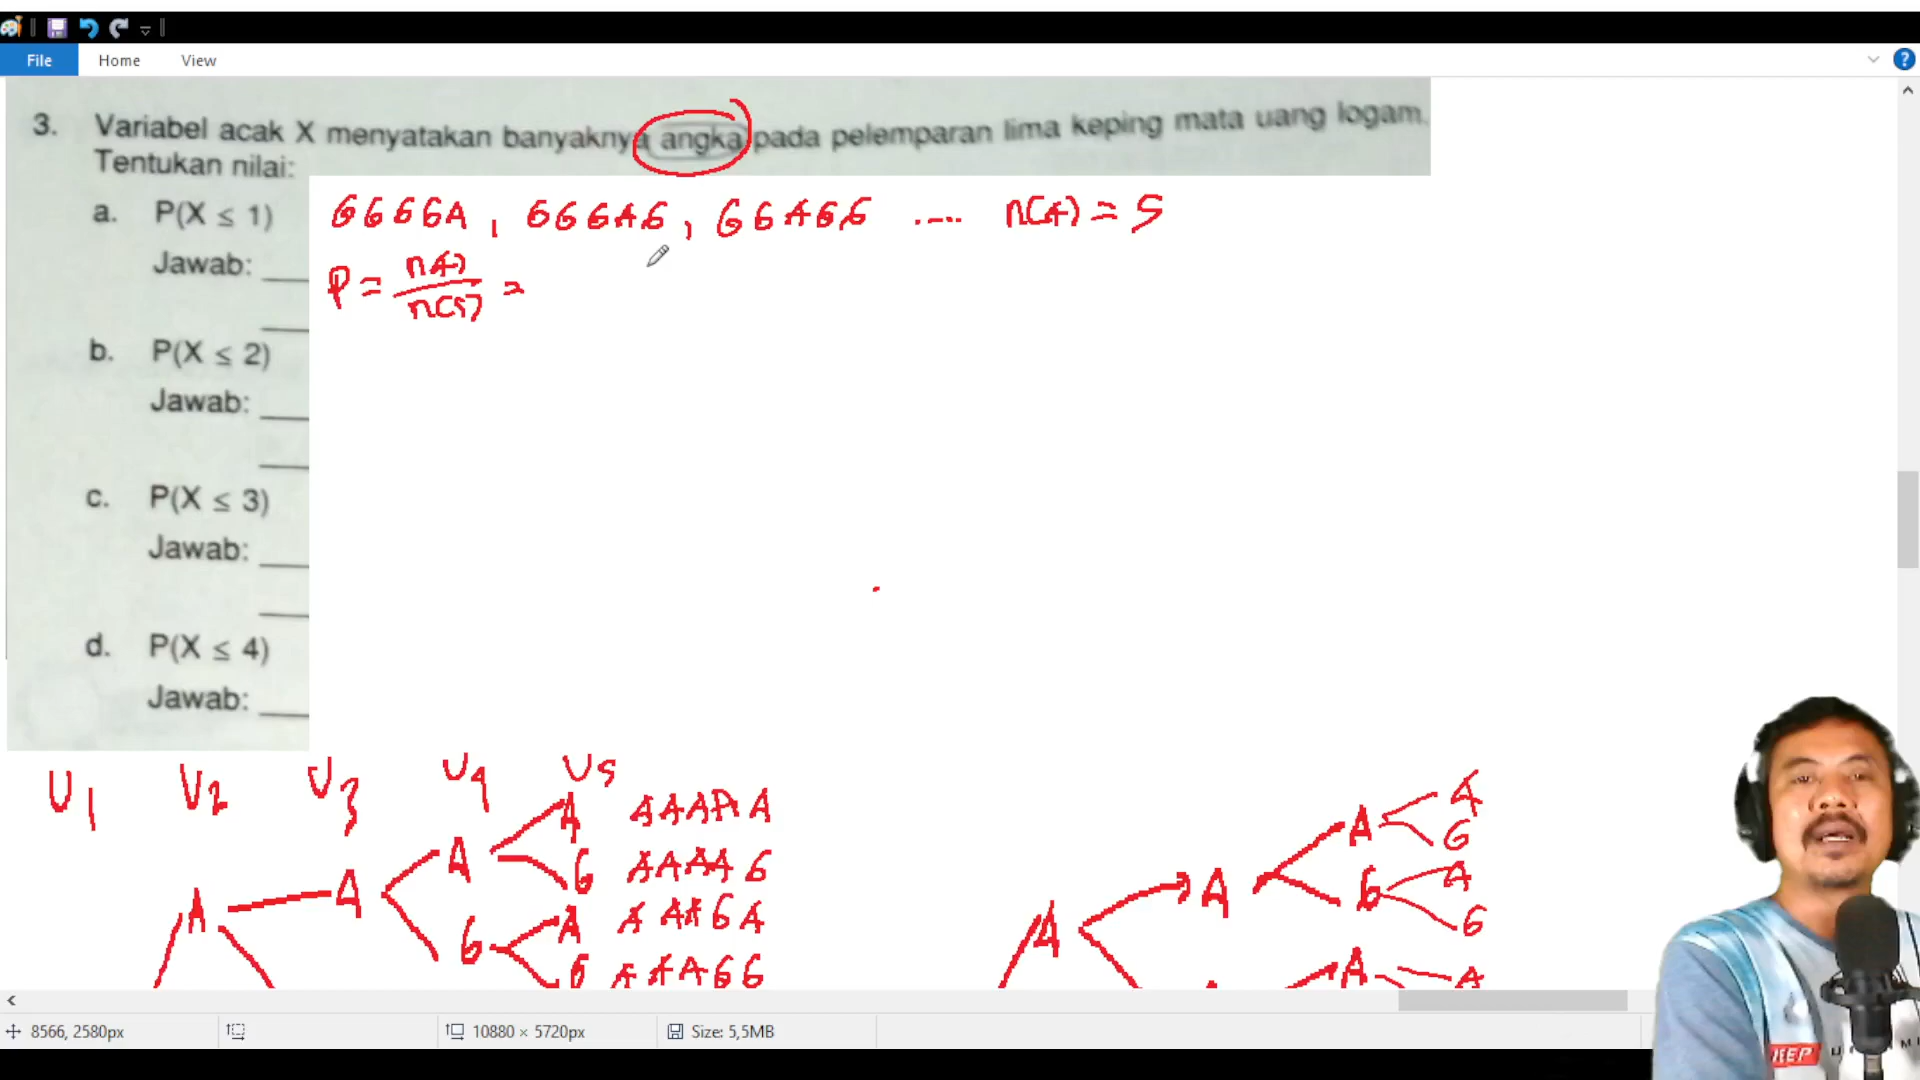 File Home View
3. Variabel acak X menyatakan banyaknya angka pada pelemparan lima keping mata uang logam.
Tentukan nilai:
a. P(X ≤ 1) GGGGA, GGGAG, GGAGG .... n(A) = 5
Jawab: P = n(A)/n(S) =
b. P(X ≤ 2)
Jawab:
c. P(X ≤ 3)
Jawab:
d. P(X ≤ 4)
Jawab:
U1 U2 U3 U4 U5
A AAAAA A A
G
A G AAAAG A G A
A A AAAGA A G
G G AAAGG A A
8566, 2580px 10880 × 5720px Size: 5,5MB
KEEP